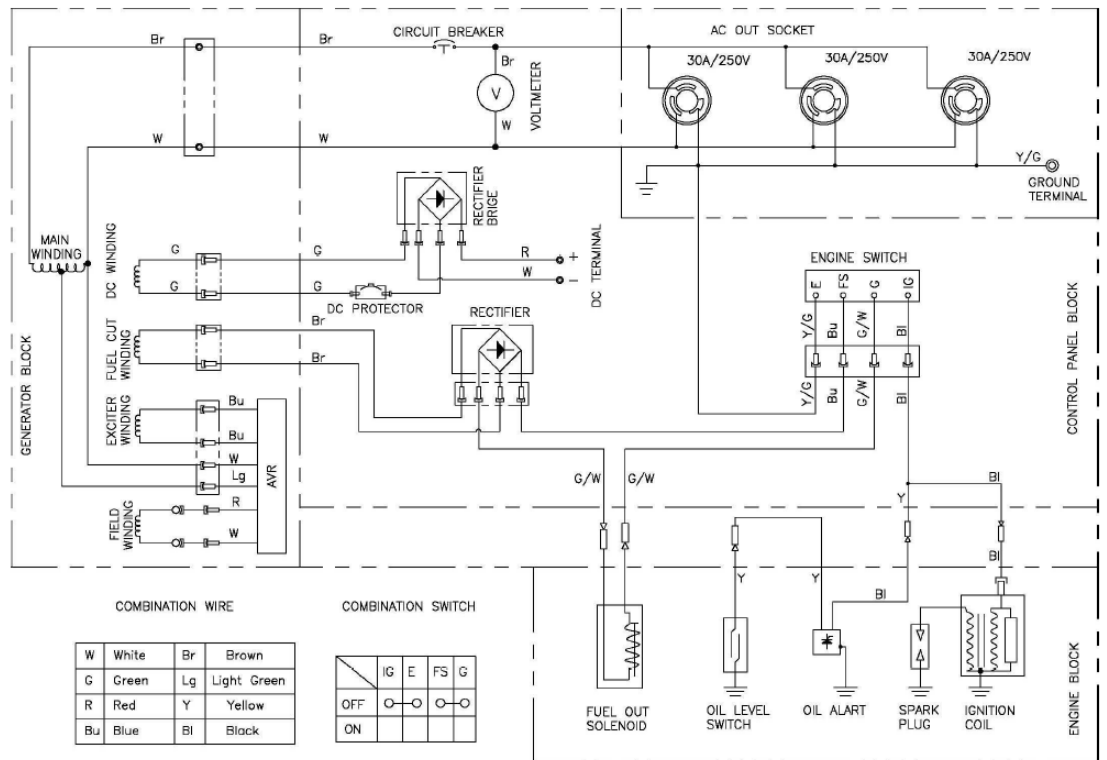 Br
Br
CIRCUIT BREAKER
AC OUT SOCKET
30A/250V
30A/250V
30A/250V
Br
V
VOLTMETER
W
W
W
Y/G
GROUND
TERMINAL
RECTIFIER
BRIGE
MAIN
WINDING
DC WINDING
G
G
G
G
R
W
+
-
DC TERMINAL
DC PROTECTOR
ENGINE SWITCH
E
FS
G
IG
Y/G
Bu
G/W
Bl
Y/G
Bu
G/W
Bl
CONTROL PANEL BLOCK
GENERATOR BLOCK
FUEL CUT
WINDING
Br
Br
RECTIFIER
EXCITER
WINDING
Bu
Bu
W
Lg
AVR
FIELD
WINDING
R
W
G/W
G/W
Y
Bl
Bl
Y
Y
Bl
FUEL OUT
SOLENOID
OIL LEVEL
SWITCH
OIL ALART
SPARK
PLUG
IGNITION
COIL
ENGINE BLOCK
COMBINATION WIRE
W White Br Brown
G Green Lg Light Green
R Red Y Yellow
Bu Blue Bl Black
COMBINATION SWITCH
IG E FS G
OFF
ON